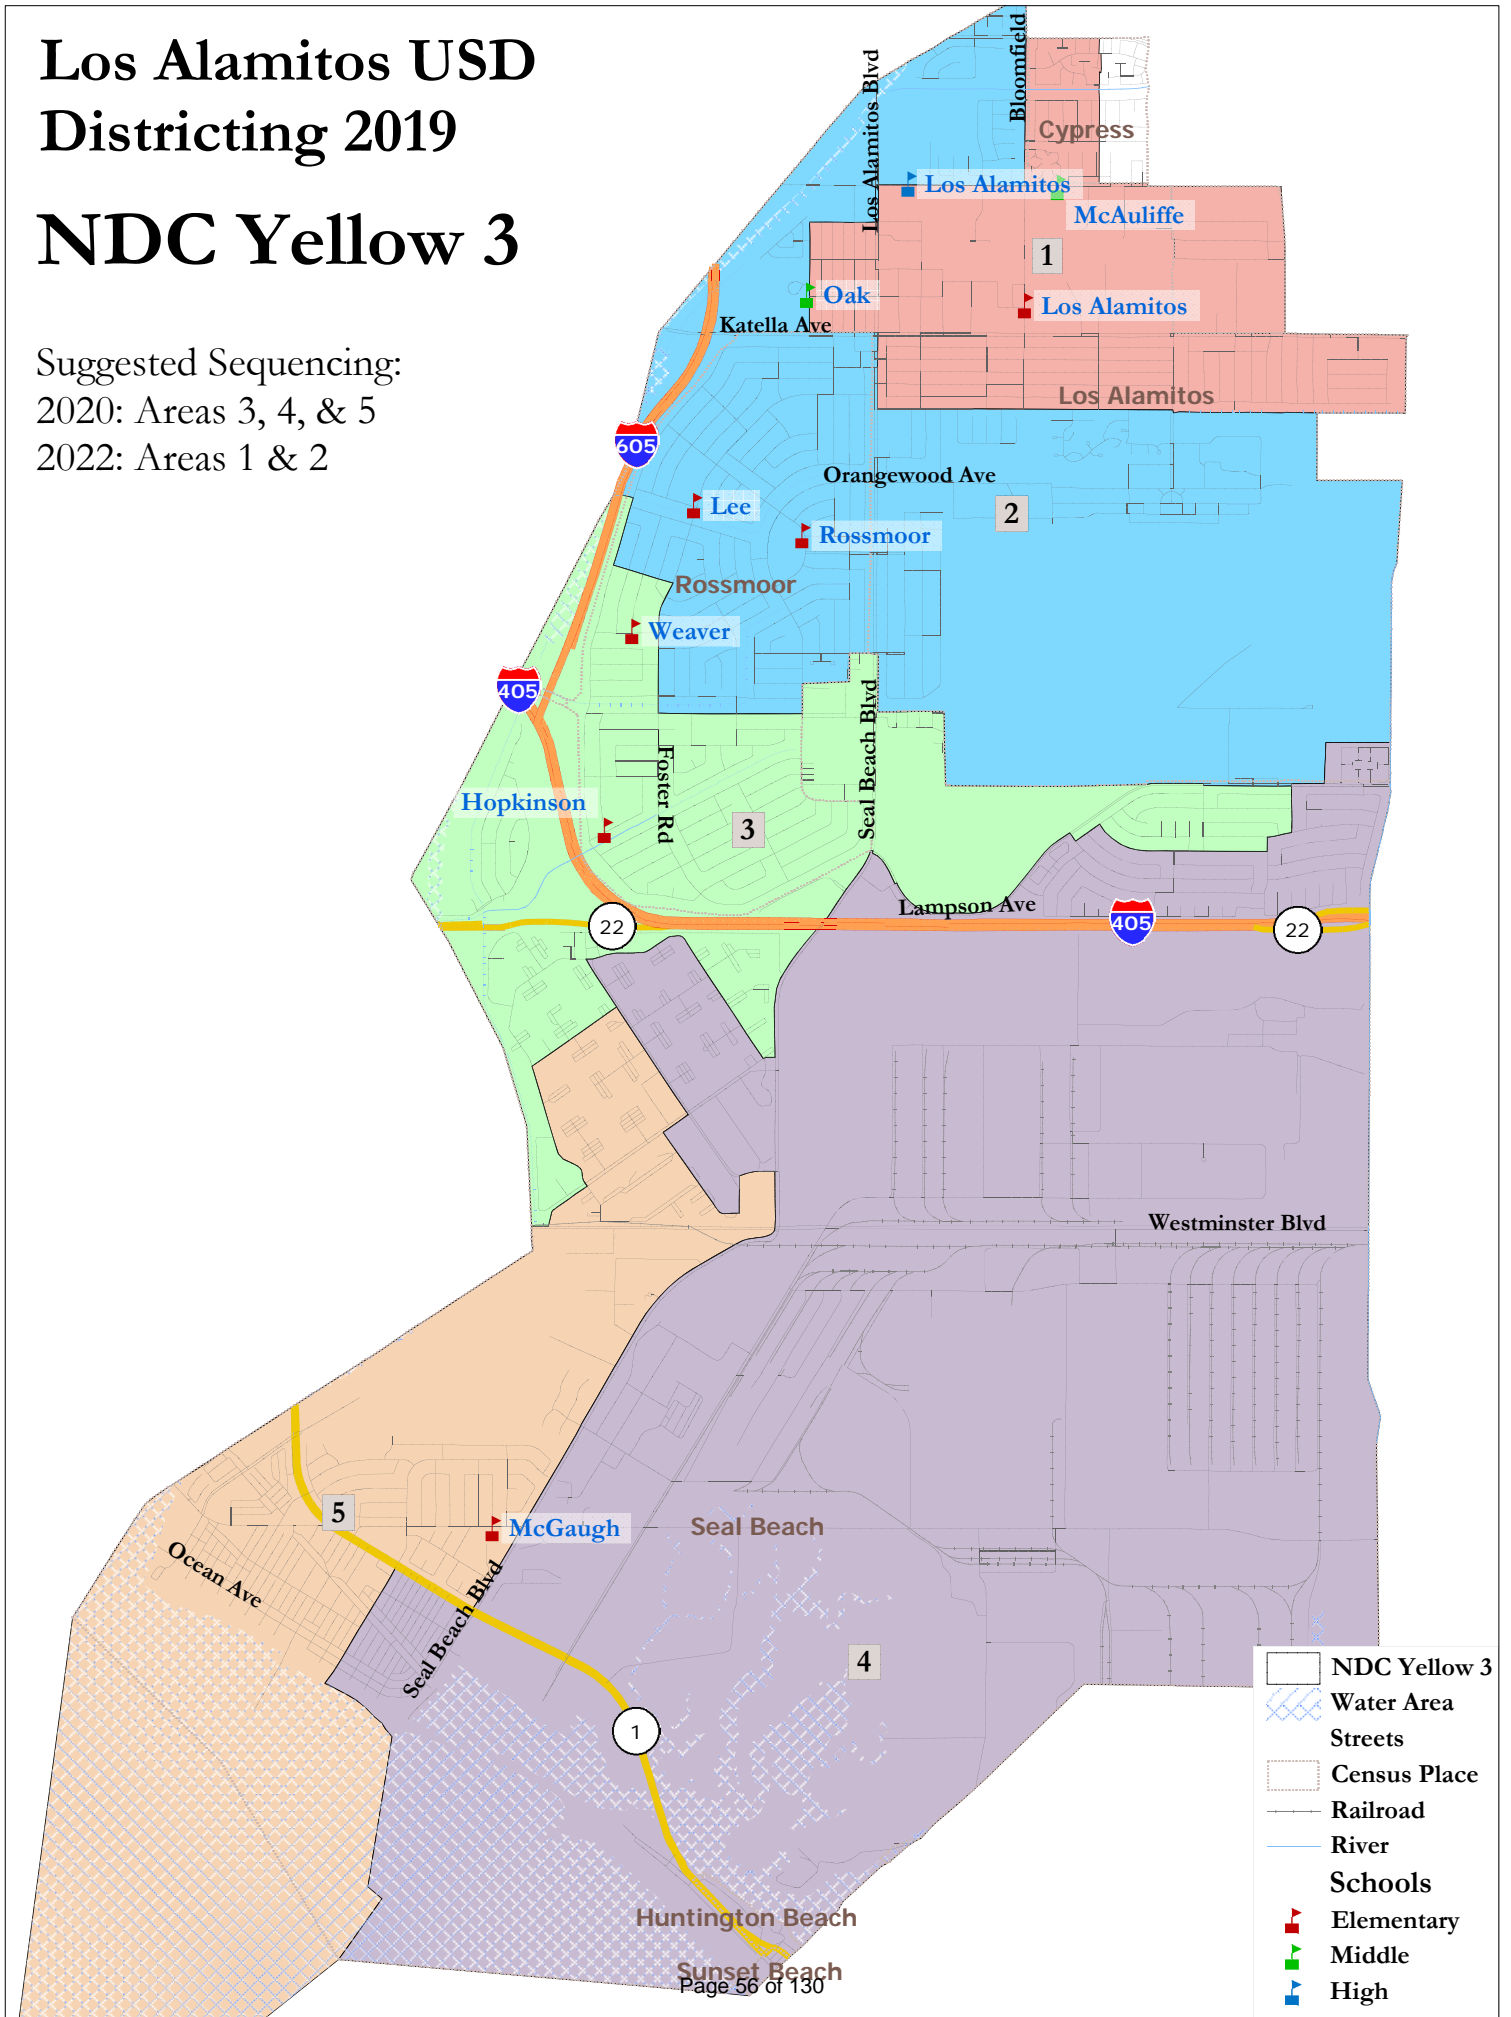 Los Alamitos USD
Districting 2019
NDC Yellow 3
Suggested Sequencing:
2020: Areas 3, 4, & 5
2022: Areas 1 & 2
Los Alamitos Blvd
Bloomfield
Cypress
Los Alamitos
McAuliffe
1
Oak
Los Alamitos
Katella Ave
Los Alamitos
605
Orangewood Ave
Lee
2
Rossmoor
Rossmoor
Weaver
405
Seal Beach Blvd
Foster Rd
Hopkinson
3
Lampson Ave
22
405
22
Westminster Blvd
5
McGaugh
Seal Beach
Ocean Ave
Seal Beach Blvd
4
1
NDC Yellow 3
Water Area
Streets
Census Place
Railroad
River
Schools
Elementary
Middle
High
Huntington Beach
Sunset Beach
Page 56 of 130